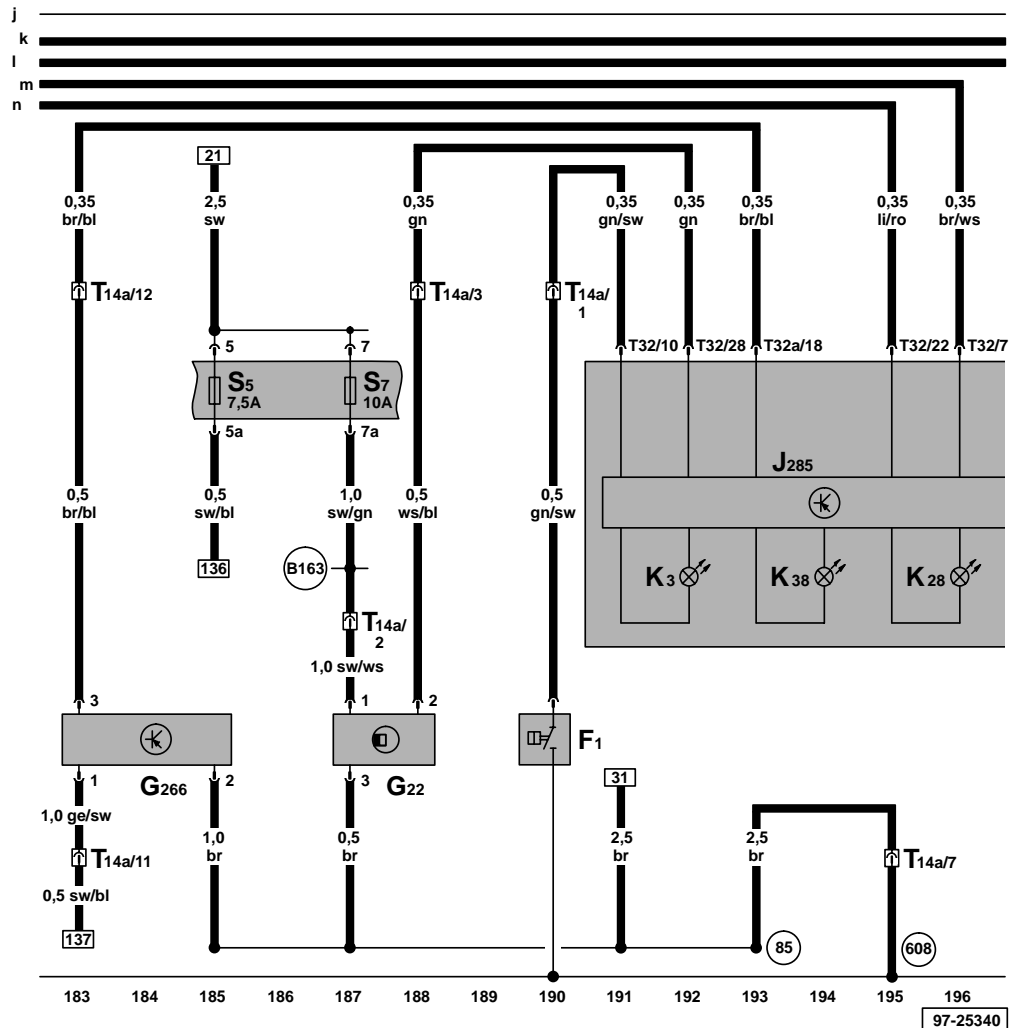 j
k
l
m
n
21
0,35 br/bl
2,5 sw
0,35 gn
0,35 gn/sw
0,35 gn
0,35 br/bl
0,35 li/ro
0,35 br/ws
T14a/12
T14a/3
T14a/
1
5
7
T32/10
T32/28
T32a/18
T32/22
T32/7
S5
7,5A
S7
10A
5a
7a
J285
0,5 br/bl
0,5 sw/bl
1,0 sw/gn
0,5 ws/bl
0,5 gn/sw
136
B163
K3
K38
K28
T14a/
2
1,0 sw/ws
3
1
2
F1
1
G266
2
3
G22
31
1,0 ge/sw
1,0 br
0,5 br
2,5 br
2,5 br
T14a/11
T14a/7
0,5 sw/bl
137
85
608
183 184 185 186 187 188 189 190 191 192 193 194 195 196
97-25340